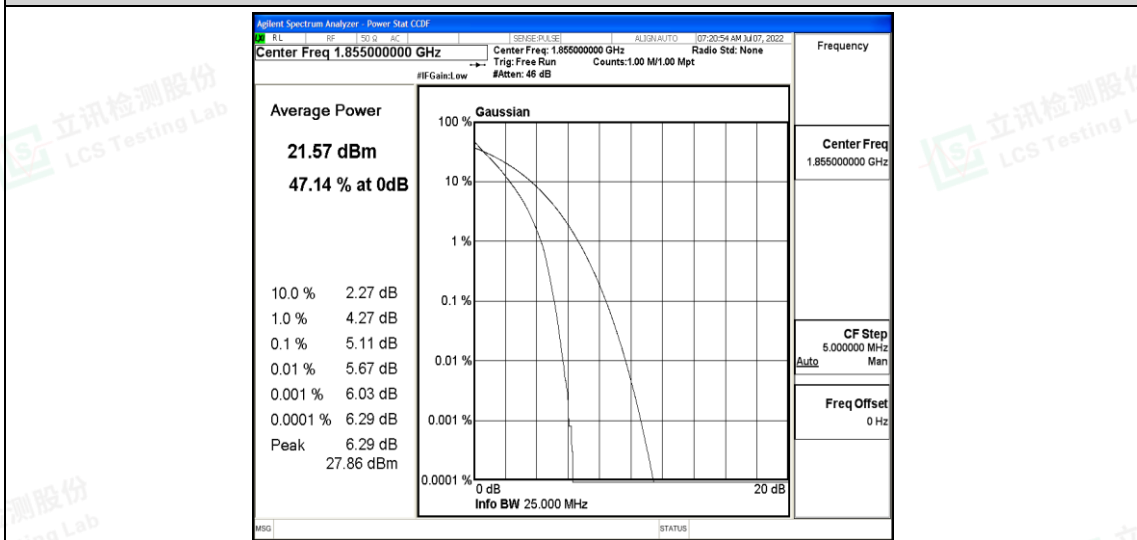 Agilent Spectrum Analyzer - Power Stat CCDF
RL RF 50 Ω AC SENSE:PULSE ALIGN AUTO 07:20:54 AM Jul 07, 2022
Center Freq 1.855000000 GHz
Center Freq: 1.855000000 GHz
Radio Std: None
Trig: Free Run
Counts:1.00 M/1.00 Mpt
#IFGain:Low
#Atten: 46 dB
Frequency
Average Power
21.57 dBm
47.14 % at 0dB
10.0 % 2.27 dB
1.0 % 4.27 dB
0.1 % 5.11 dB
0.01 % 5.67 dB
0.001 % 6.03 dB
0.0001 % 6.29 dB
Peak 6.29 dB
27.86 dBm
Gaussian
100 %
10 %
1 %
0.1 %
0.01 %
0.001 %
0.0001 %
0 dB
20 dB
Info BW 25.000 MHz
Center Freq
1.855000000 GHz
CF Step
5.000000 MHz
Auto Man
Freq Offset
0 Hz
MSG
STATUS
立讯检测股份
LCS Testing Lab
立讯检测股份
LCS Testing L
测股份
ing Lab
立